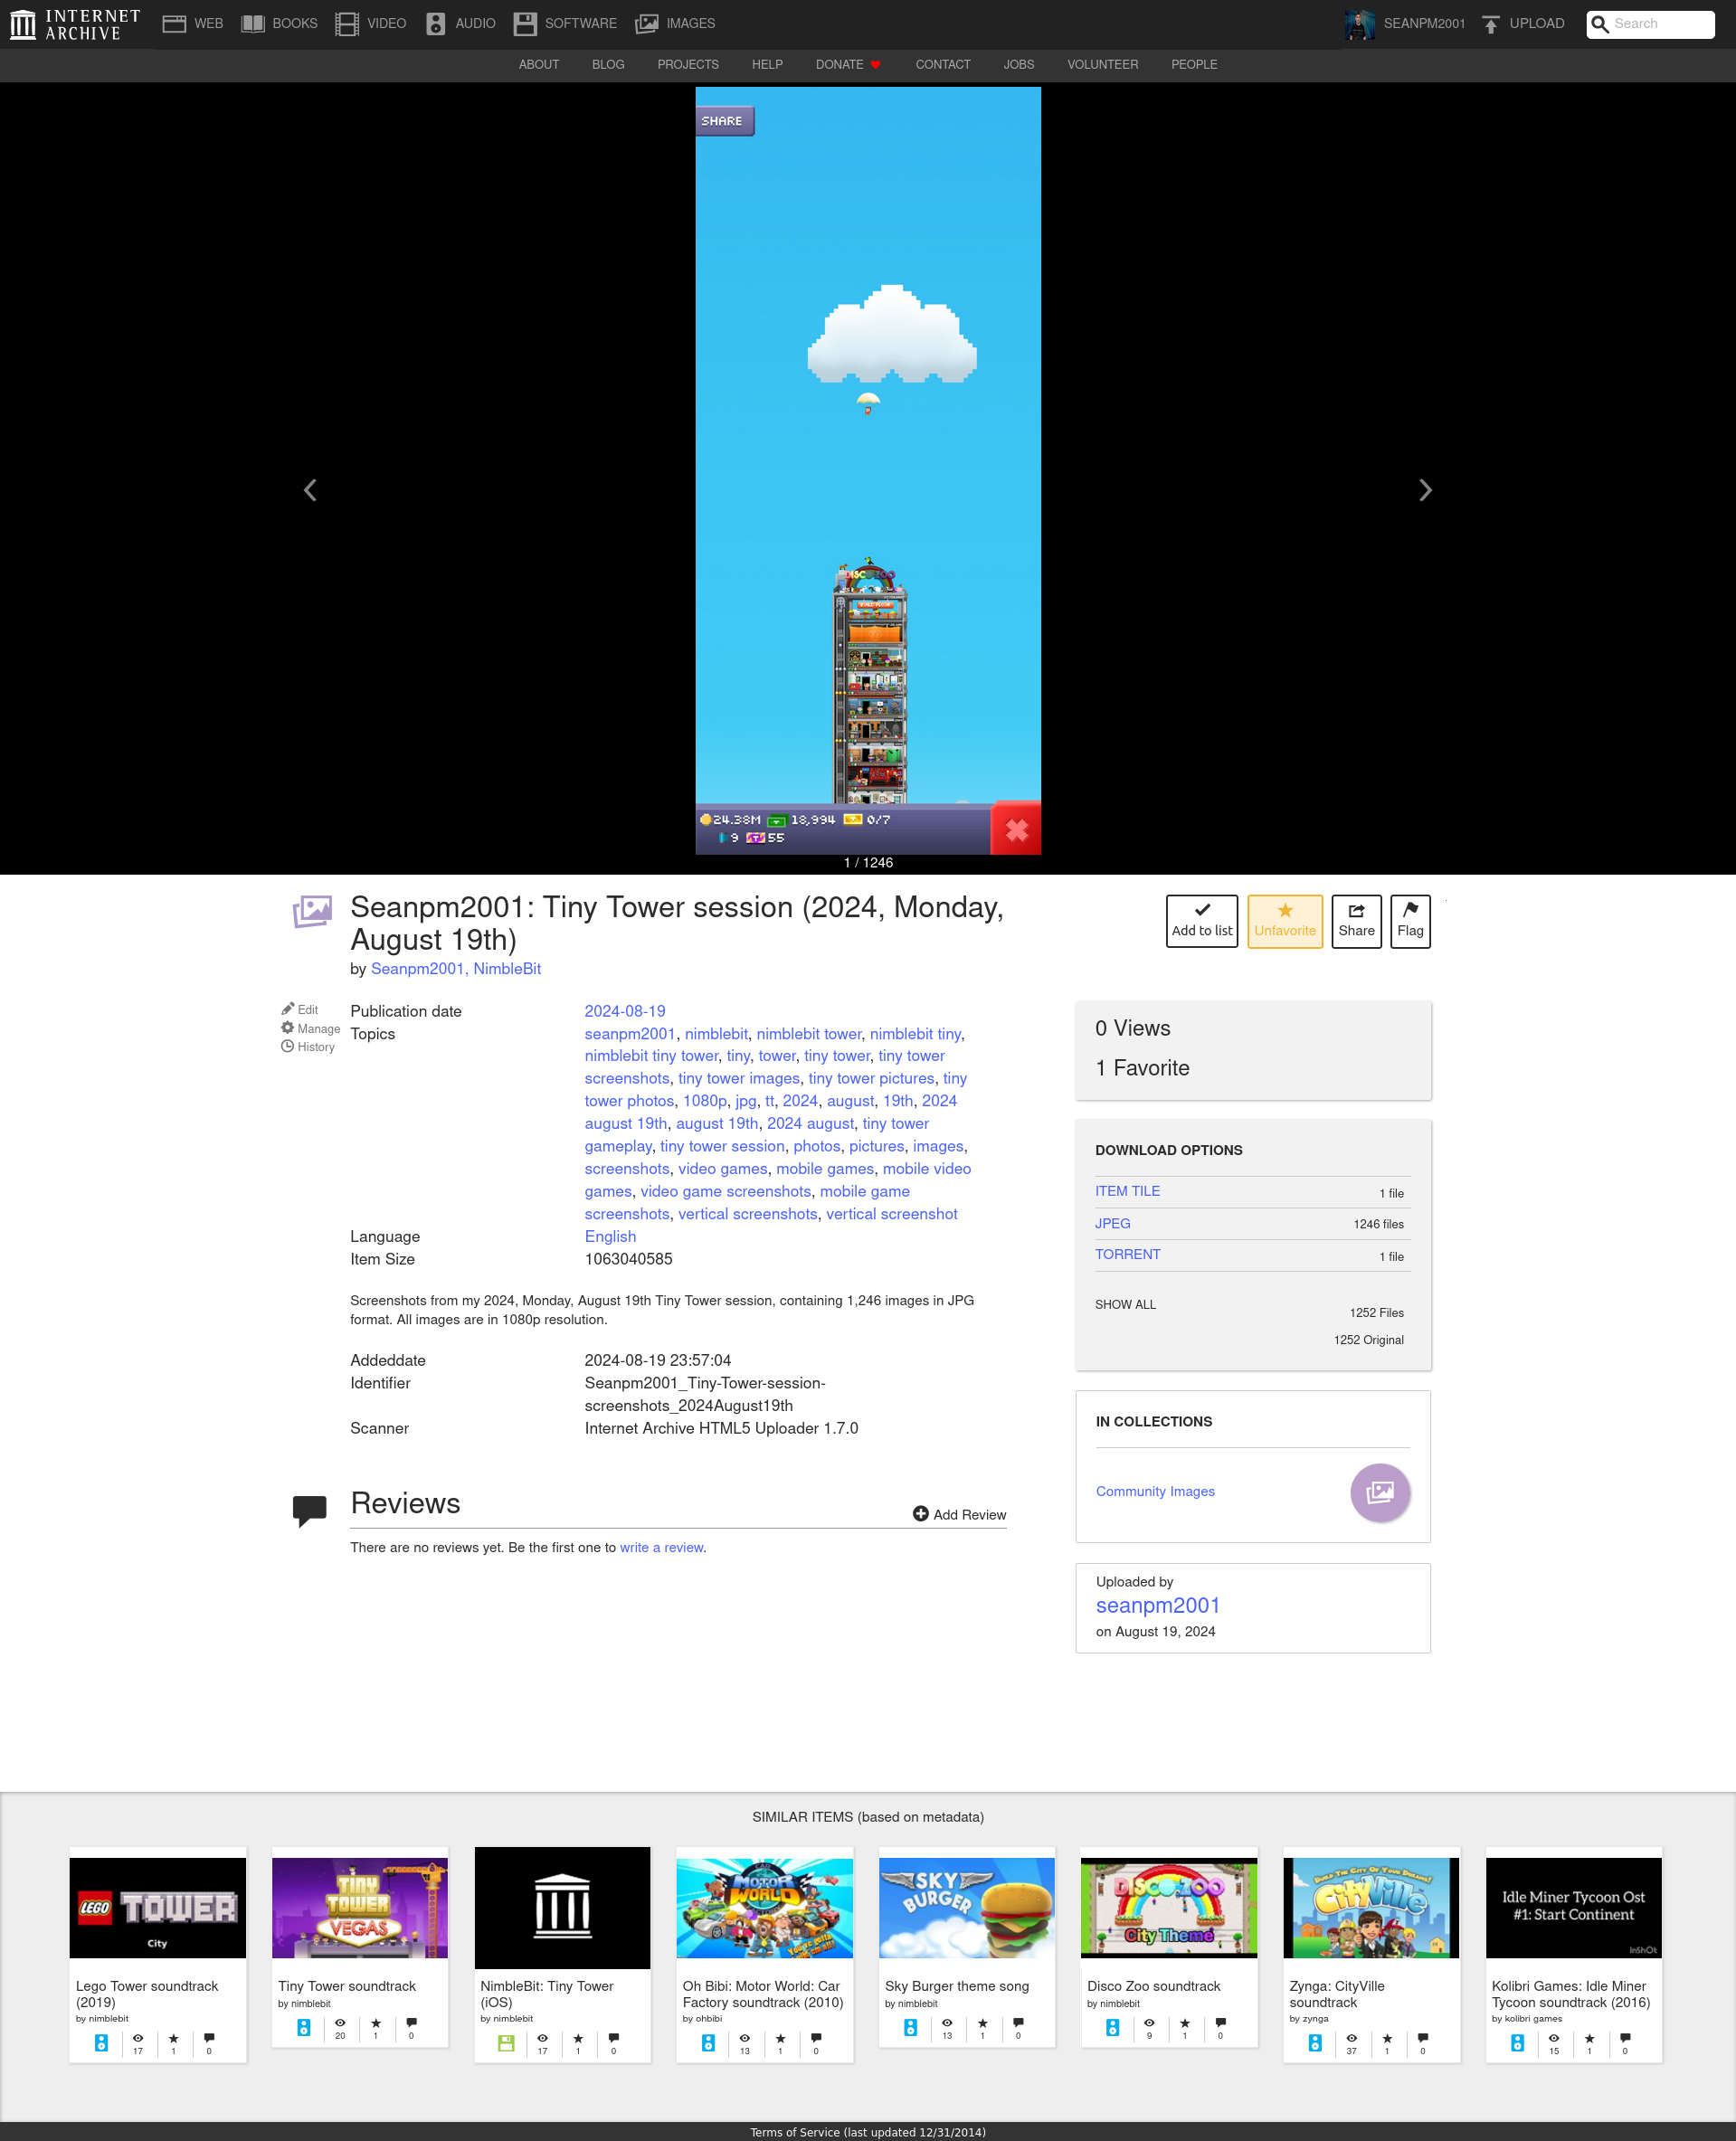 INTERNET ARCHIVE
WEB
BOOKS
VIDEO
AUDIO
SOFTWARE
IMAGES
SEANPM2001
UPLOAD
Search
ABOUT
BLOG
PROJECTS
HELP
DONATE
CONTACT
JOBS
VOLUNTEER
PEOPLE
SHARE
DISCO ZOO
24.38M 18,994 0/7
9 55
1 / 1246
Seanpm2001: Tiny Tower session (2024, Monday,
August 19th)
by Seanpm2001, NimbleBit
Add to list
Unfavorite
Share
Flag
Edit
Manage
History
Publication date 2024-08-19
Topics seanpm2001, nimblebit, nimblebit tower, nimblebit tiny,
nimblebit tiny tower, tiny, tower, tiny tower, tiny tower
screenshots, tiny tower images, tiny tower pictures, tiny
tower photos, 1080p, jpg, tt, 2024, august, 19th, 2024
august 19th, august 19th, 2024 august, tiny tower
gameplay, tiny tower session, photos, pictures, images,
screenshots, video games, mobile games, mobile video
games, video game screenshots, mobile game
screenshots, vertical screenshots, vertical screenshot
Language English
Item Size 1063040585
Screenshots from my 2024, Monday, August 19th Tiny Tower session, containing 1,246 images in JPG
format. All images are in 1080p resolution.
Addeddate 2024-08-19 23:57:04
Identifier Seanpm2001_Tiny-Tower-session-
screenshots_2024August19th
Scanner Internet Archive HTML5 Uploader 1.7.0
Reviews
Add Review
There are no reviews yet. Be the first one to write a review.
0 Views
1 Favorite
DOWNLOAD OPTIONS
ITEM TILE 1 file
JPEG 1246 files
TORRENT 1 file
SHOW ALL 1252 Files
1252 Original
IN COLLECTIONS
Community Images
Uploaded by
seanpm2001
on August 19, 2024
SIMILAR ITEMS (based on metadata)
LEGO TOWER
City
Lego Tower soundtrack
(2019)
by nimblebit
17 1 0
TINY TOWER VEGAS
Tiny Tower soundtrack
by nimblebit
20 1 0
NimbleBit: Tiny Tower
(iOS)
by nimblebit
17 1 0
MOTOR WORLD
Oh Bibi: Motor World: Car
Factory soundtrack (2010)
by ohbibi
13 1 0
SKY BURGER
Sky Burger theme song
by nimblebit
13 1 0
DISCO ZOO
City Theme
Disco Zoo soundtrack
by nimblebit
9 1 0
BUILD THE CITY OF YOUR DREAMS!
CityVille
Zynga: CityVille
soundtrack
by zynga
37 1 0
Idle Miner Tycoon Ost
#1: Start Continent
InShOt
Kolibri Games: Idle Miner
Tycoon soundtrack (2016)
by kolibri games
15 1 0
Terms of Service (last updated 12/31/2014)